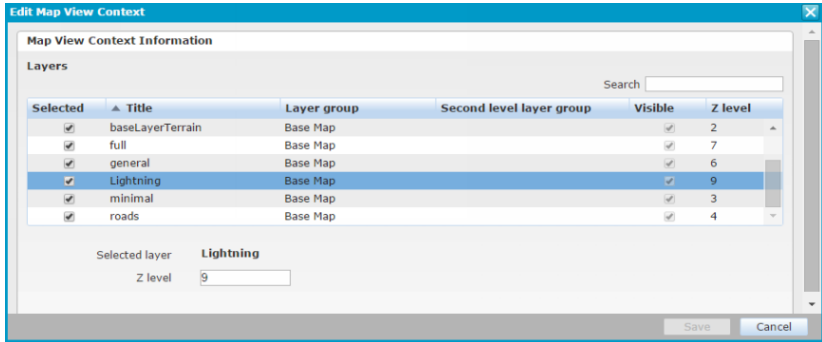 Edit Map View Context
Map View Context Information
Layers
Search
Selected Title Layer group Second level layer group Visible Z level
baseLayerTerrain Base Map 2
full Base Map 7
general Base Map 6
Lightning Base Map 9
minimal Base Map 3
roads Base Map 4
Selected layer Lightning
Z level 9
Save Cancel